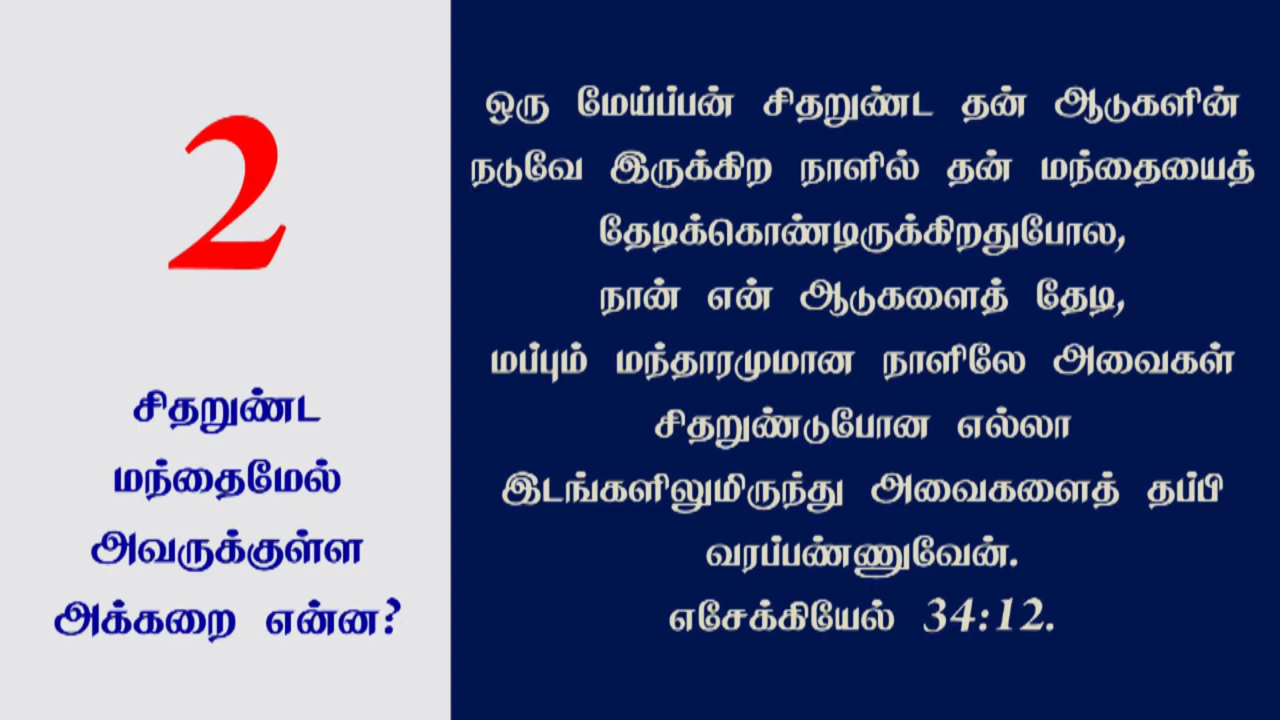 2
சிதறுண்ட
மந்தைமேல்
அவருக்குள்ள
அக்கறை என்ன?
ஒரு மேய்ப்பன் சிதறுண்ட தன் ஆடுகளின்
நடுவே இருக்கிற நாளில் தன் மந்தையைத்
தேடிக்கொண்டிருக்கிறதுபோல,
நான் என் ஆடுகளைத் தேடி,
மப்பும் மந்தாரமுமான நாளிலே அவைகள்
சிதறுண்டுபோன எல்லா
இடங்களிலுமிருந்து அவைகளைத் தப்பி
வரப்பண்ணுவேன்.
எசேக்கியேல் 34:12.